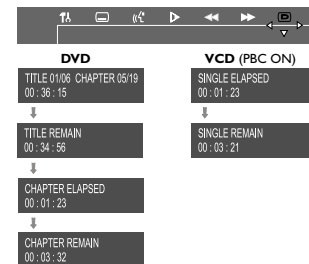 DVD
TITLE 01/06 CHAPTER 05/19
00 : 36 : 15
TITLE REMAIN
00 : 34 : 56
CHAPTER ELAPSED
00 : 01 : 23
CHAPTER REMAIN
00 : 03 : 32
VCD (PBC ON)
SINGLE ELAPSED
00 : 01 : 23
SINGLE REMAIN
00 : 03 : 21